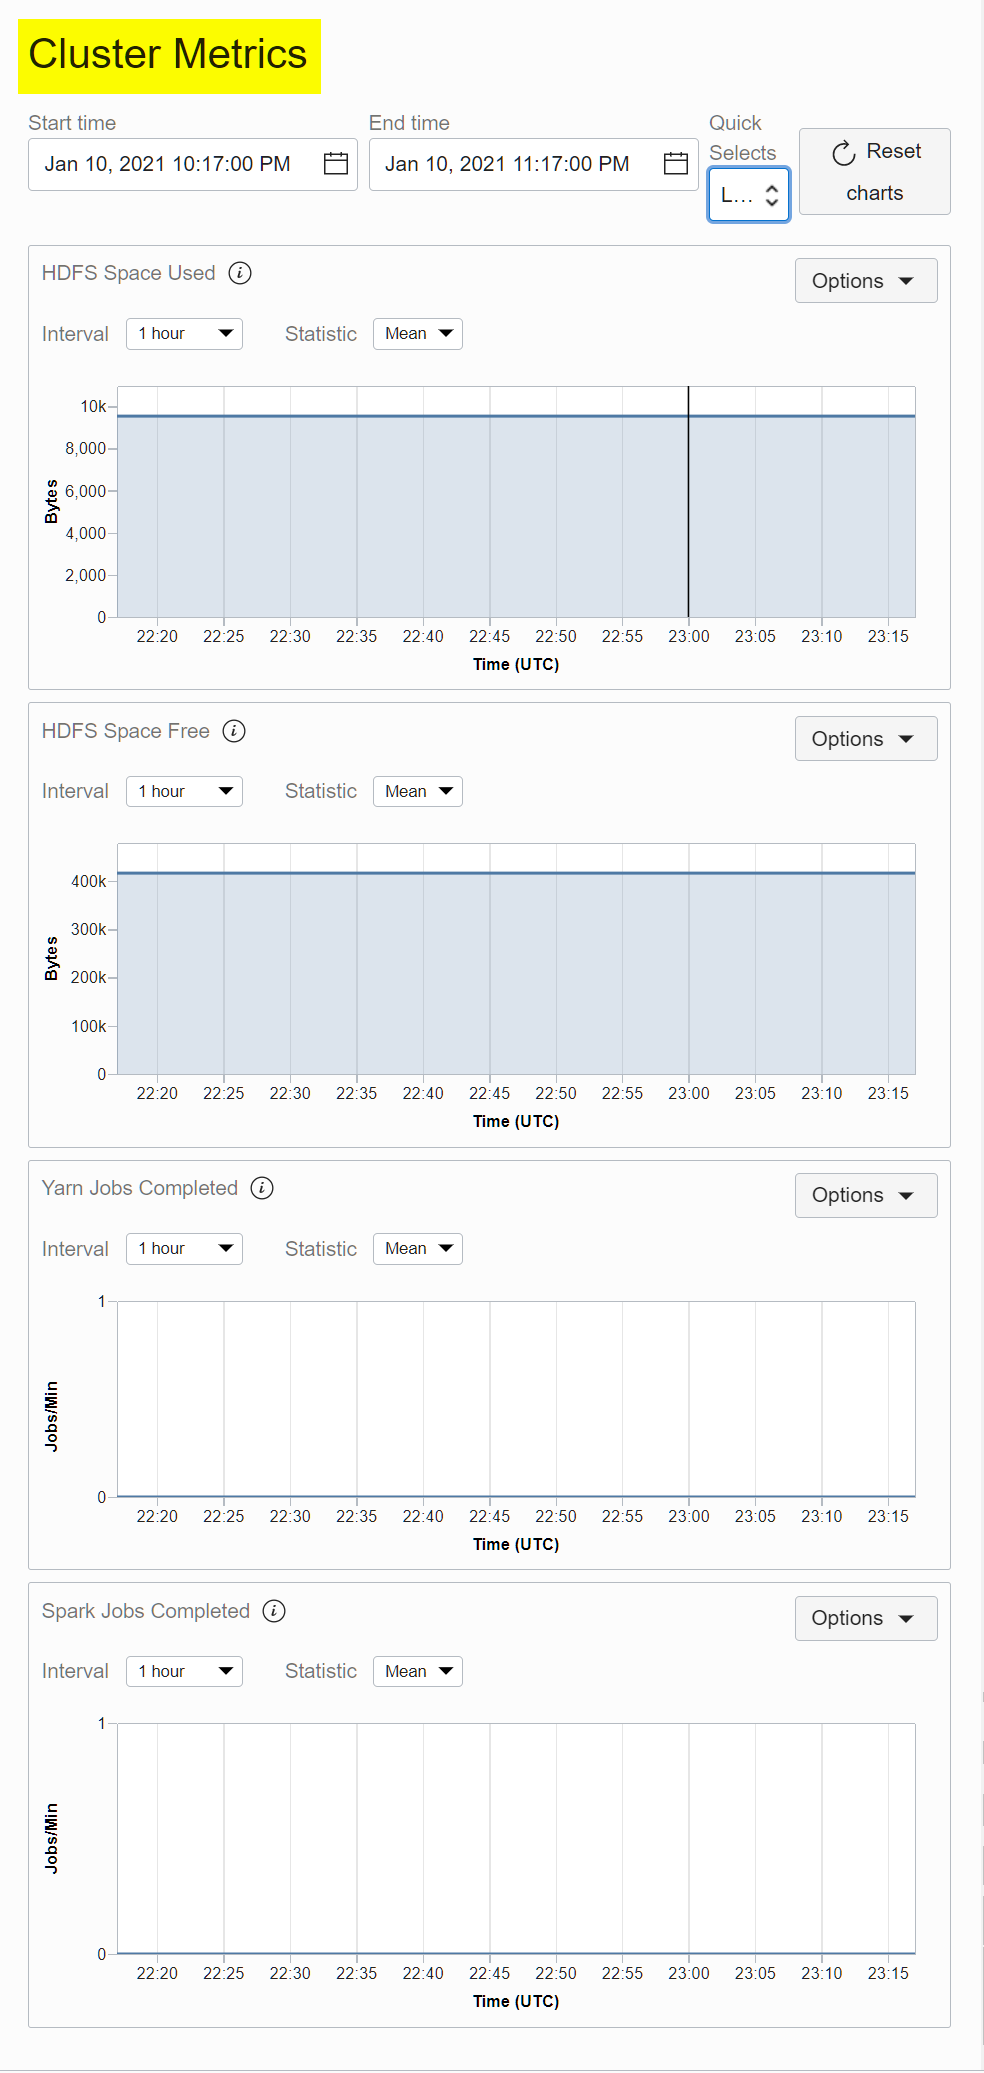 Cluster Metrics
Start time
End time
Quick Selects
Jan 10, 2021 10:17:00 PM
Jan 10, 2021 11:17:00 PM
L...
Reset charts
HDFS Space Used
Options
Interval 1 hour Statistic Mean
Bytes
10k
8,000
6,000
4,000
2,000
0
22:20 22:25 22:30 22:35 22:40 22:45 22:50 22:55 23:00 23:05 23:10 23:15
Time (UTC)
HDFS Space Free
Options
Interval 1 hour Statistic Mean
Bytes
400k
300k
200k
100k
0
22:20 22:25 22:30 22:35 22:40 22:45 22:50 22:55 23:00 23:05 23:10 23:15
Time (UTC)
Yarn Jobs Completed
Options
Interval 1 hour Statistic Mean
Jobs/Min
1
0
22:20 22:25 22:30 22:35 22:40 22:45 22:50 22:55 23:00 23:05 23:10 23:15
Time (UTC)
Spark Jobs Completed
Options
Interval 1 hour Statistic Mean
Jobs/Min
1
0
22:20 22:25 22:30 22:35 22:40 22:45 22:50 22:55 23:00 23:05 23:10 23:15
Time (UTC)